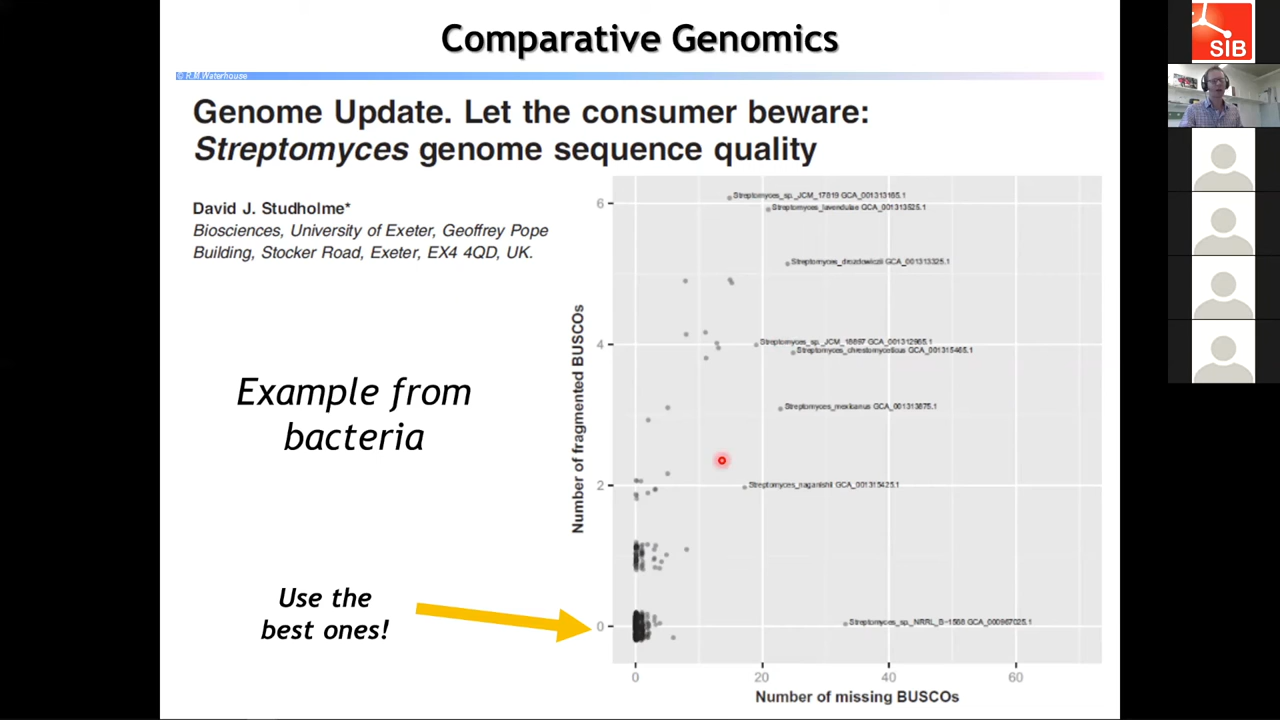 Comparative Genomics
© R.M.Waterhouse
Genome Update. Let the consumer beware:
Streptomyces genome sequence quality
David J. Studholme*
Biosciences, University of Exeter, Geoffrey Pope
Building, Stocker Road, Exeter, EX4 4QD, UK.
Example from
bacteria
Use the
best ones!
Number of fragmented BUSCOs
6
4
2
0
Streptomyces_sp._JCM_17819 GCA_001313165.1
Streptomyces_lavendulae GCA_001313525.1
Streptomyces_drozdowiczii GCA_001313325.1
Streptomyces_sp._JCM_18897 GCA_001312965.1
Streptomyces_chrestomyceticus GCA_001315465.1
Streptomyces_mexicanus GCA_001313875.1
Streptomyces_naganishii GCA_001315425.1
Streptomyces_sp._NRRL_B-1568 GCA_000967025.1
0
20
40
60
Number of missing BUSCOs
SIB